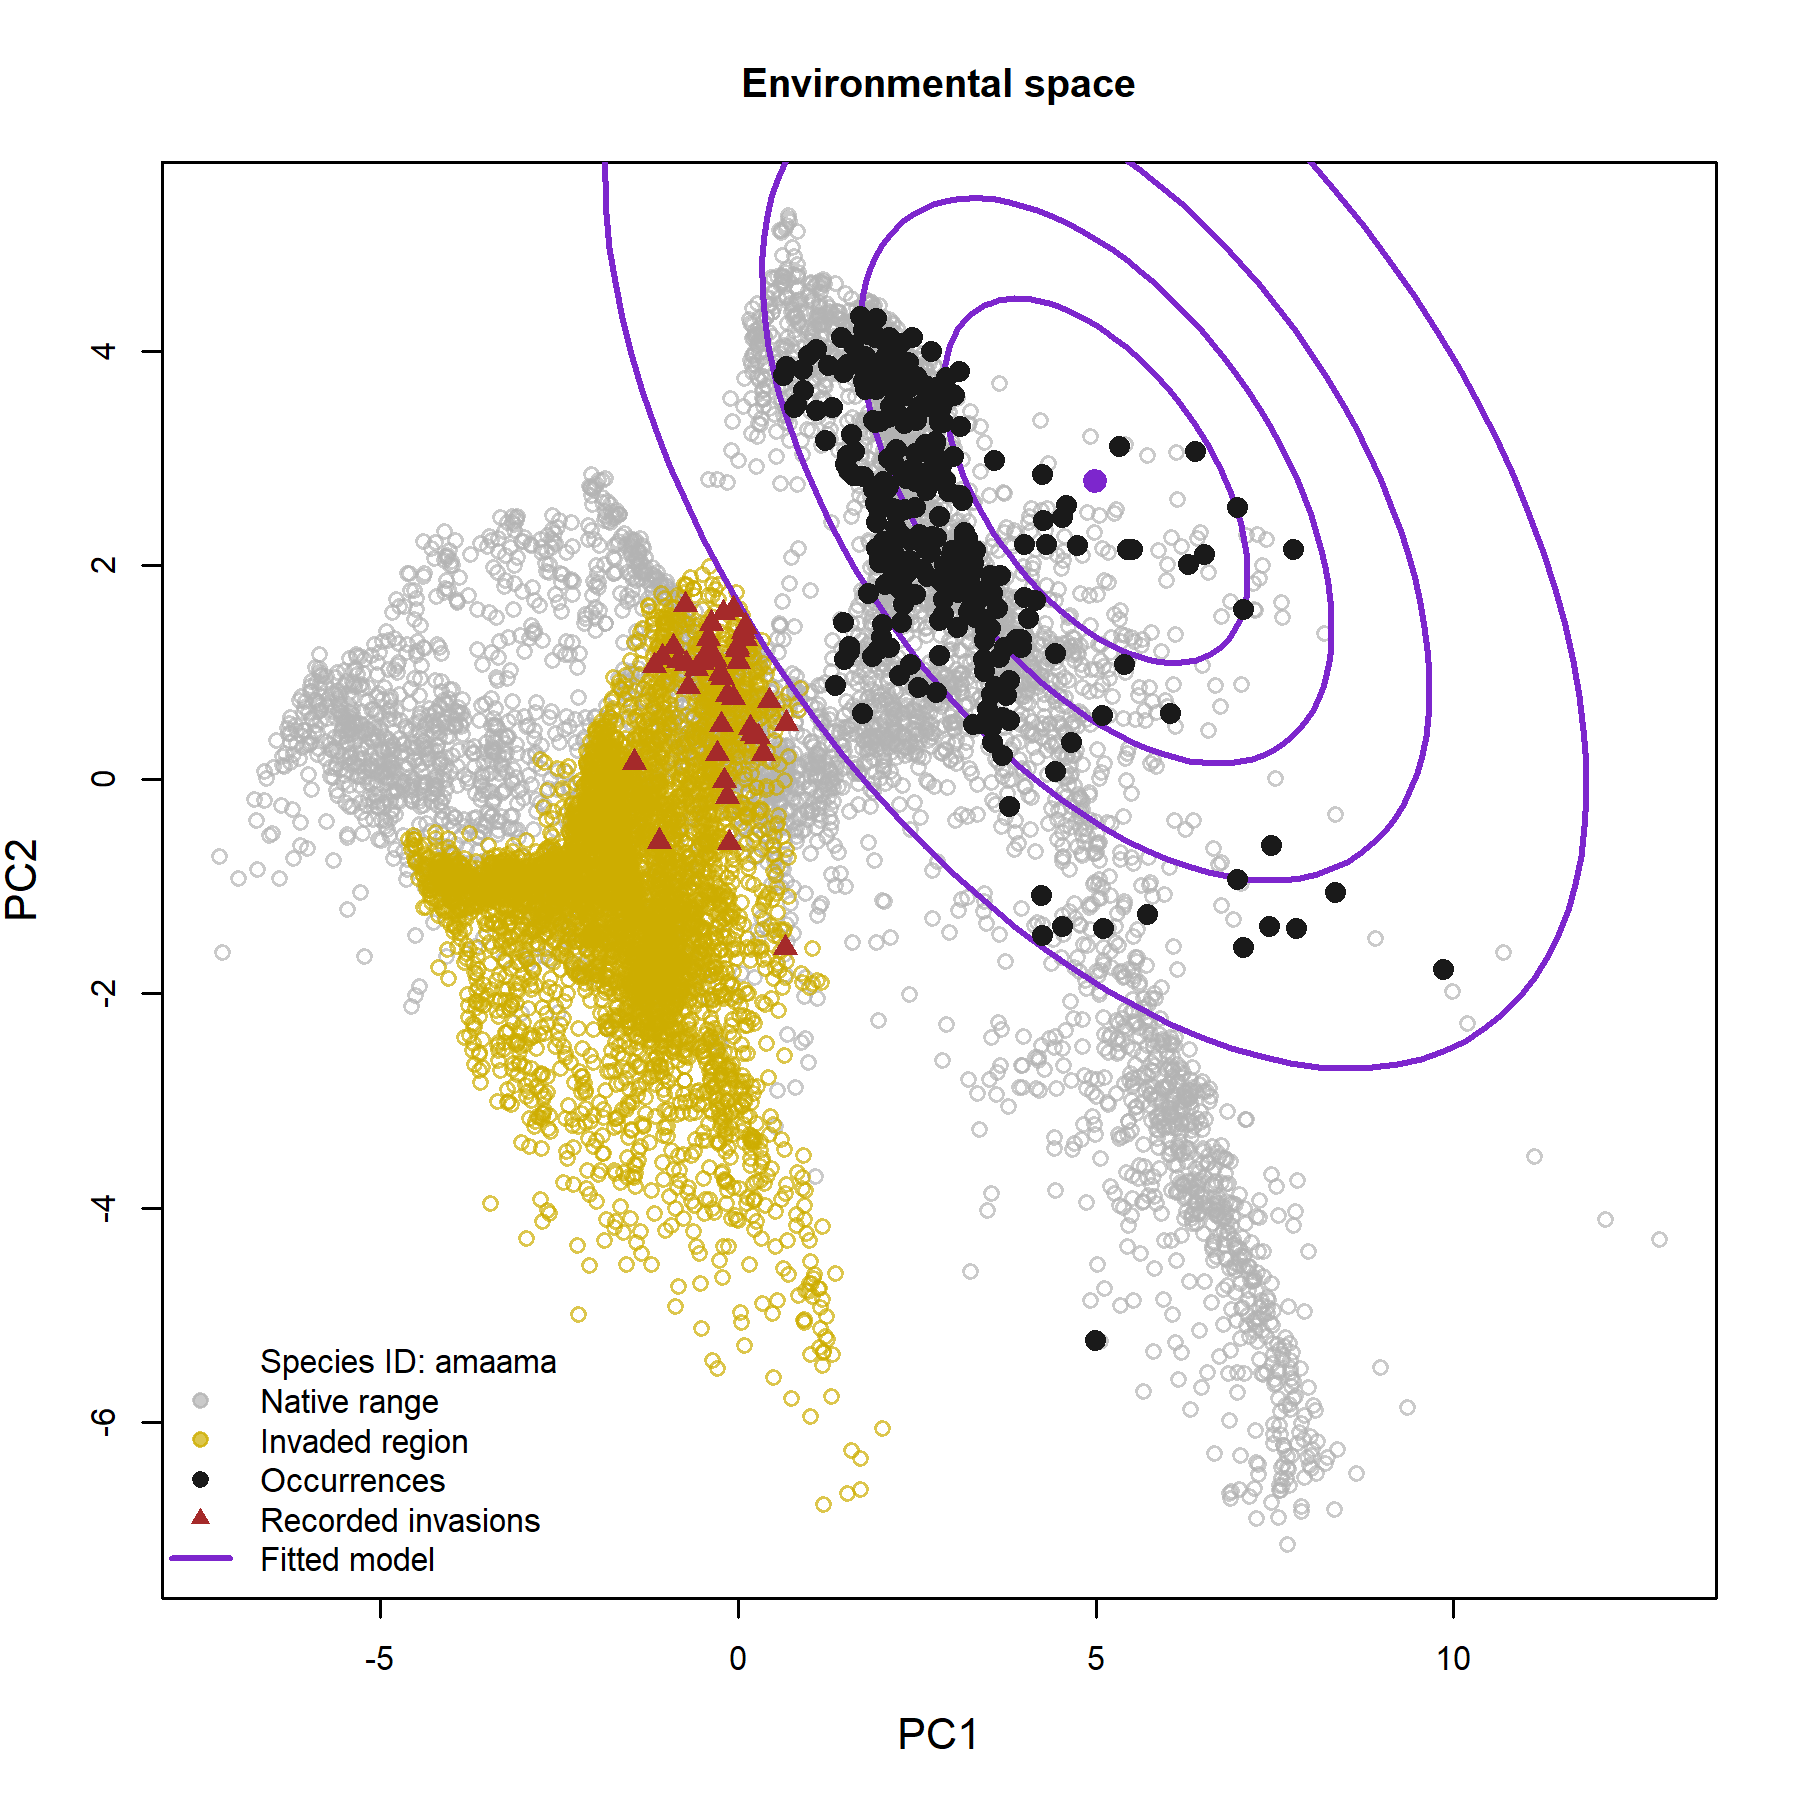 Environmental space
PC2
4
2
0
-2
-4
-6
Species ID: amaama
Native range
Invaded region
Occurrences
Recorded invasions
Fitted model
-5 0 5 10
PC1